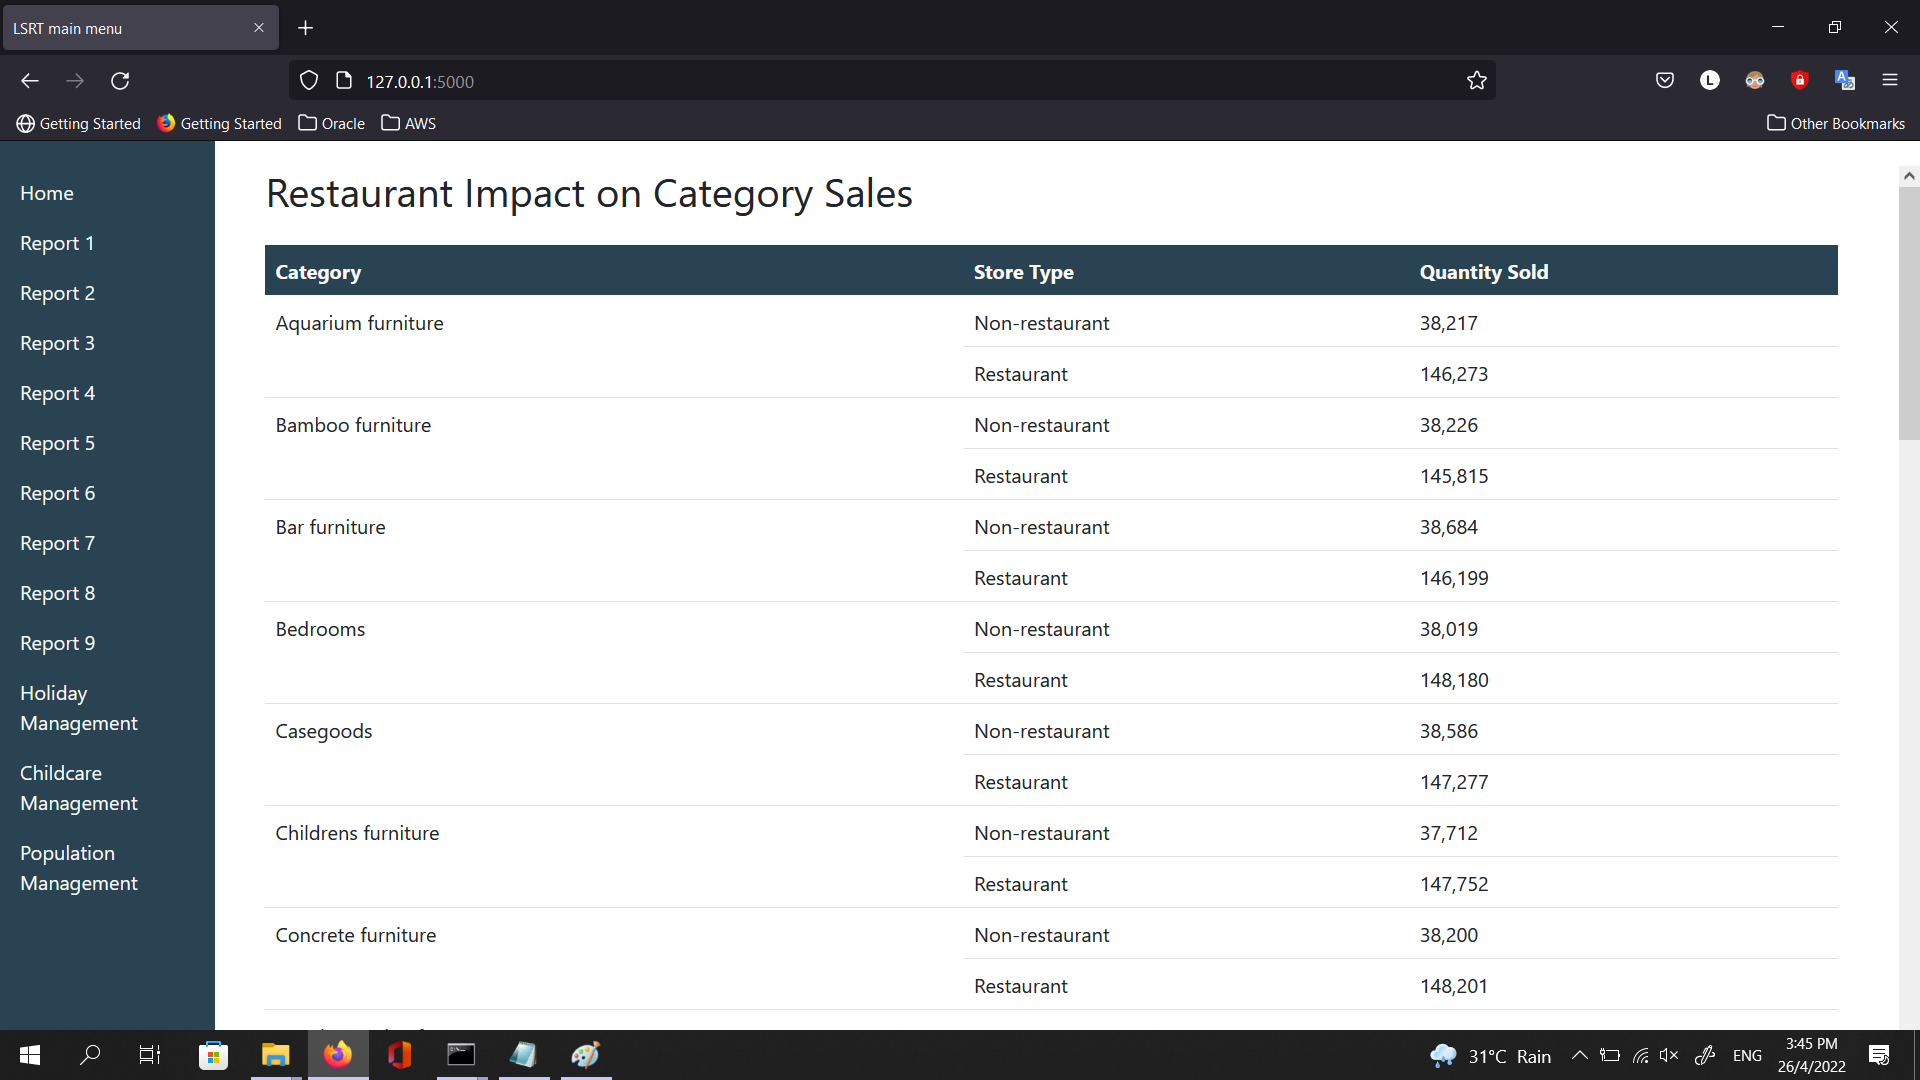 LSRT main menu
127.0.0.1:5000
Getting Started
Getting Started
Oracle
AWS
Other Bookmarks
Home
Report 1
Report 2
Report 3
Report 4
Report 5
Report 6
Report 7
Report 8
Report 9
Holiday
Management
Childcare
Management
Population
Management
Restaurant Impact on Category Sales
Category Store Type Quantity Sold
Aquarium furniture Non-restaurant 38,217
Restaurant 146,273
Bamboo furniture Non-restaurant 38,226
Restaurant 145,815
Bar furniture Non-restaurant 38,684
Restaurant 146,199
Bedrooms Non-restaurant 38,019
Restaurant 148,180
Casegoods Non-restaurant 38,586
Restaurant 147,277
Childrens furniture Non-restaurant 37,712
Restaurant 147,752
Concrete furniture Non-restaurant 38,200
Restaurant 148,201
31°C Rain
ENG
3:45 PM
26/4/2022